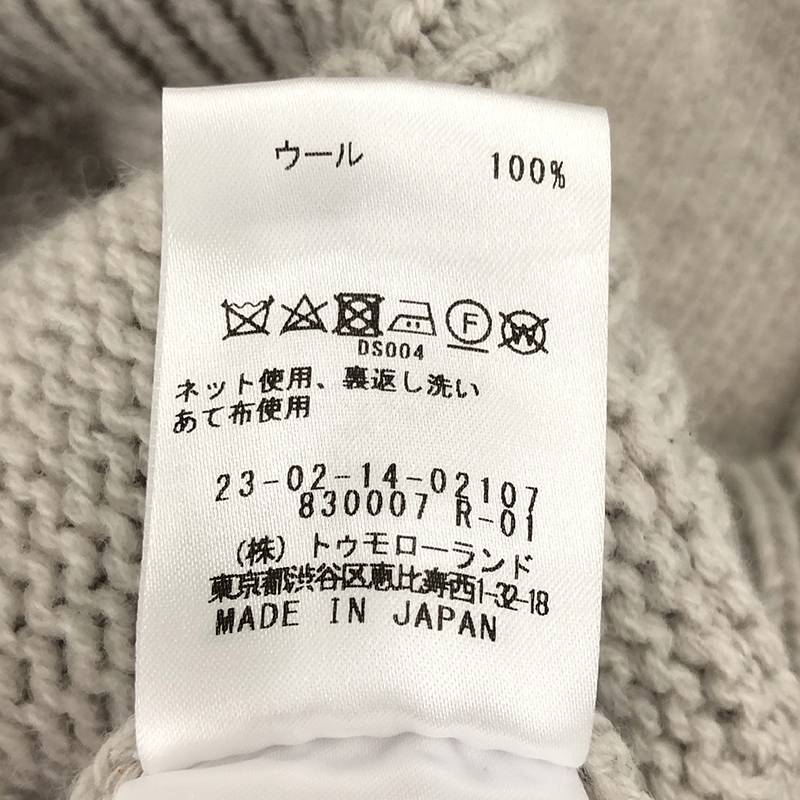 ウール 100%
F W
DS004
ネット使用、裏返し洗い
あて布使用
23-02-14-02107
830007 R-01
(株) トゥモローランド
東京都渋谷区恵比寿西1-32-18
MADE IN JAPAN